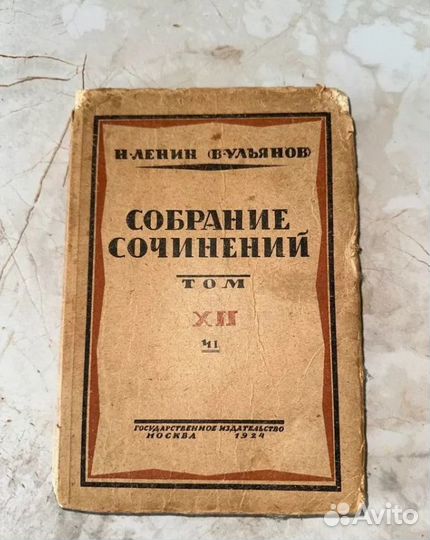 Н·ЛЕНИН (В·УЛЬЯНОВ)
СОБРАНИЕ
СОЧИНЕНИЙ
ТОМ
XII
Ч I
ГОСУДАРСТВЕННОЕ ИЗДАТЕЛЬСТВО
МОСКВА 1924
Avito